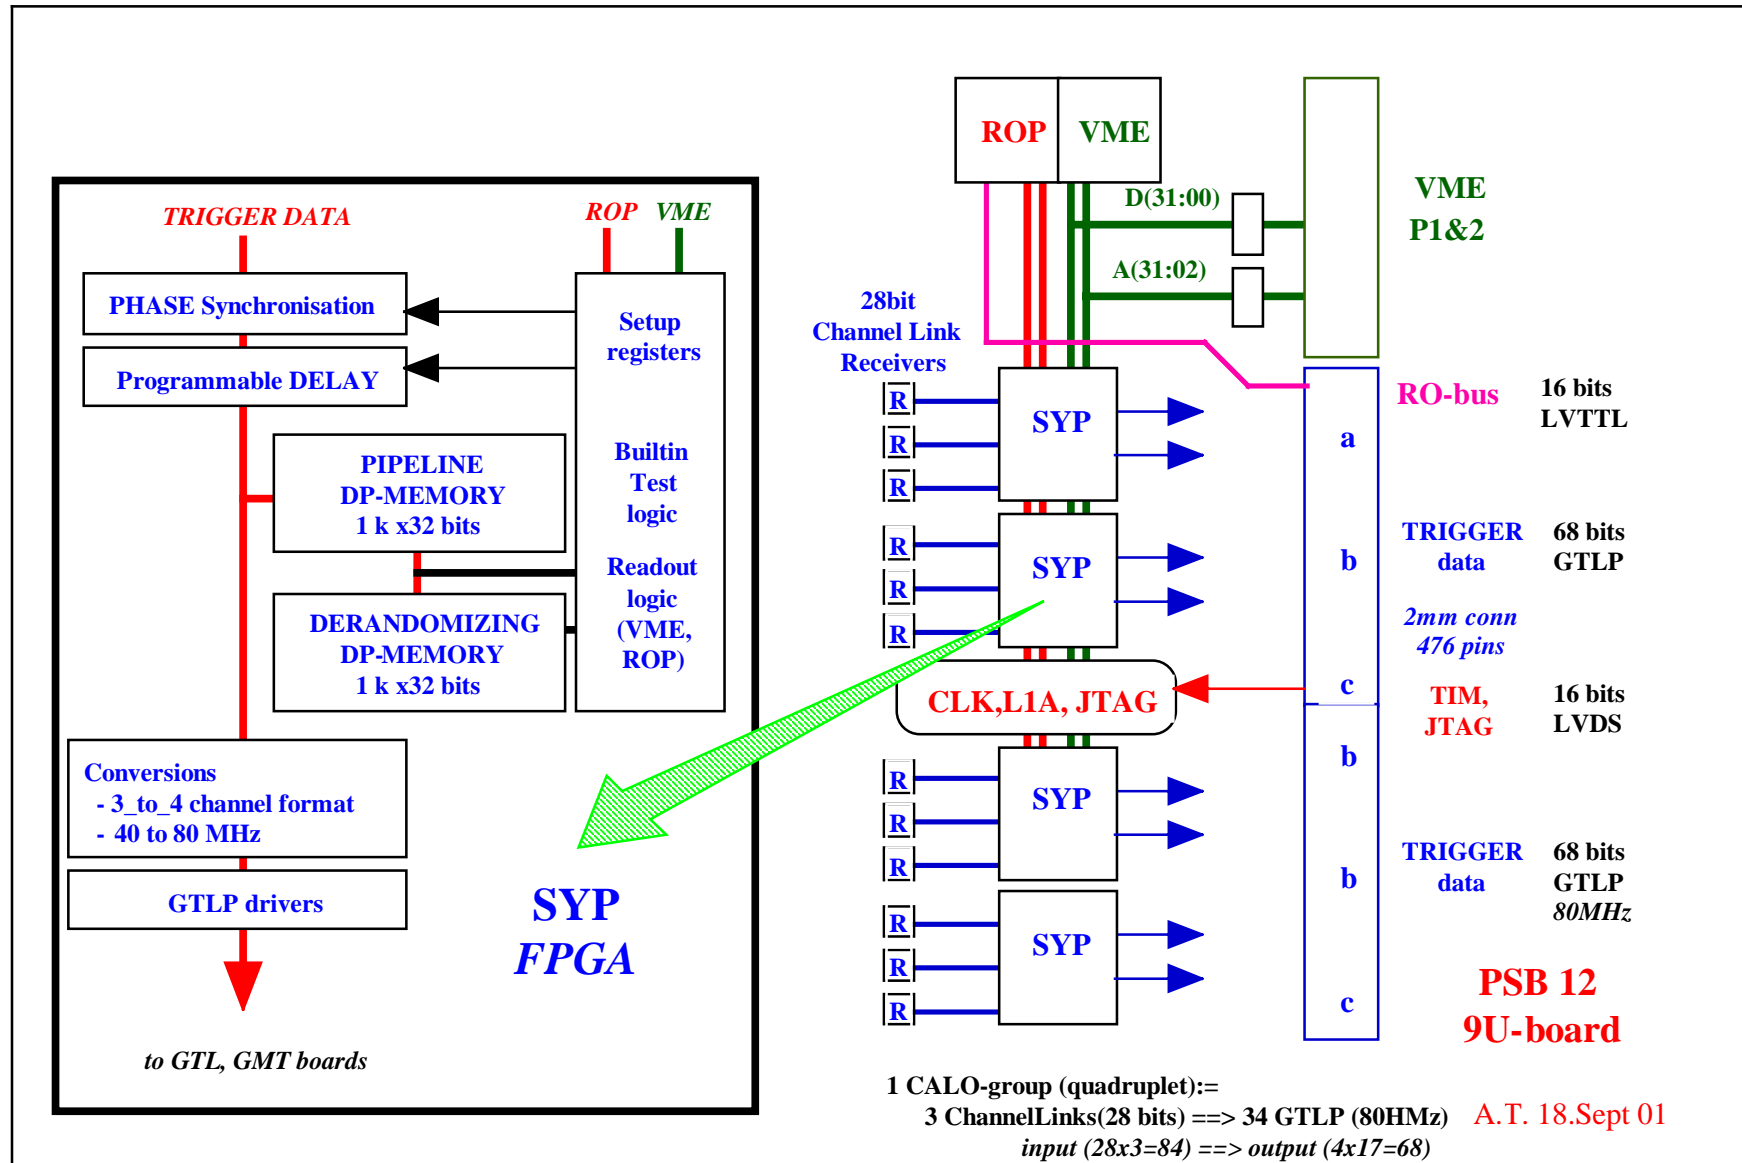 TRIGGER DATA
ROP VME
PHASE Synchronisation
Programmable DELAY
Setup
registers
Builtin
Test
logic
Readout
logic
(VME,
ROP)
PIPELINE
DP-MEMORY
1 k x32 bits
DERANDOMIZING
DP-MEMORY
1 k x32 bits
Conversions
- 3_to_4 channel format
- 40 to 80 MHz
GTLP drivers
SYP
FPGA
to GTL, GMT boards
ROP VME
D(31:00)
A(31:02)
VME
P1&2
28bit
Channel Link
Receivers
R
R
R
SYP
R
R
R
SYP
CLK,L1A, JTAG
R
R
R
SYP
R
R
R
SYP
a
b
c
b
b
c
RO-bus
16 bits
LVTTL
TRIGGER
data
68 bits
GTLP
2mm conn
476 pins
TIM,
JTAG
16 bits
LVDS
TRIGGER
data
68 bits
GTLP
80MHz
PSB 12
9U-board
1 CALO-group (quadruplet):=
3 ChannelLinks(28 bits) ==> 34 GTLP (80HMz)
input (28x3=84) ==> output (4x17=68)
A.T. 18.Sept 01